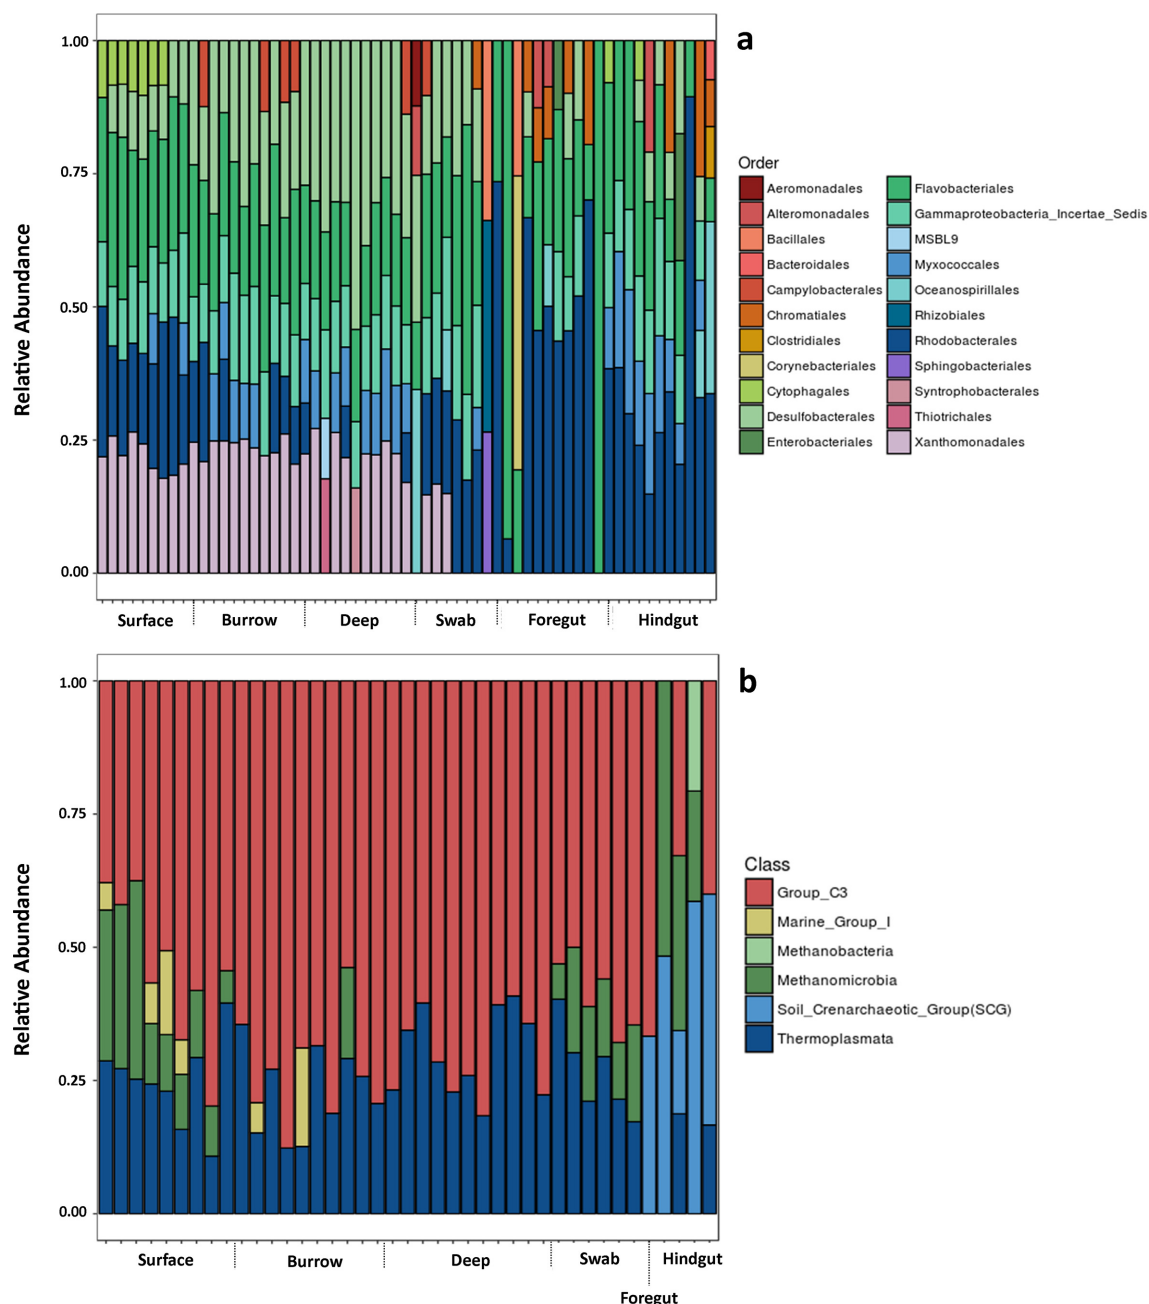 a
1.00
0.75
0.50
0.25
0.00
Relative Abundance
Surface Burrow Deep Swab Foregut Hindgut
Order
Aeromonadales Flavobacteriales
Alteromonadales Gammaproteobacteria_Incertae_Sedis
Bacillales MSBL9
Bacteroidales Myxococcales
Campylobacterales Oceanospirillales
Chromatiales Rhizobiales
Clostridiales Rhodobacterales
Corynebacteriales Sphingobacteriales
Cytophagales Syntrophobacterales
Desulfobacterales Thiotrichales
Enterobacteriales Xanthomonadales
b
1.00
0.75
0.50
0.25
0.00
Relative Abundance
Surface Burrow Deep Swab Hindgut
Foregut
Class
Group_C3
Marine_Group_I
Methanobacteria
Methanomicrobia
Soil_Crenarchaeotic_Group(SCG)
Thermoplasmata